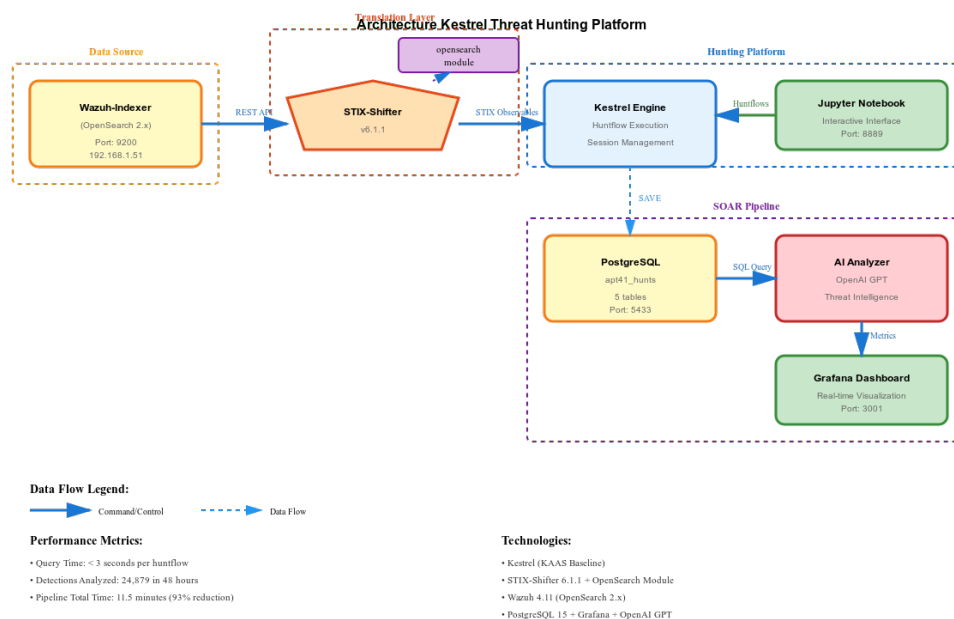 Translation Layer
Architecture Kestrel Threat Hunting Platform
Data Source
Hunting Platform
opensearch
module
Wazuh-Indexer
(OpenSearch 2.x)
Port: 9200
192.168.1.51
REST API
STIX-Shifter
v6.1.1
STIX Observables
Kestrel Engine
Huntflow Execution
Session Management
Huntflows
Jupyter Notebook
Interactive Interface
Port: 8889
SAVE
SOAR Pipeline
PostgreSQL
apt41_hunts
5 tables
Port: 5433
SQL Query
AI Analyzer
OpenAI GPT
Threat Intelligence
Metrics
Grafana Dashboard
Real-time Visualization
Port: 3001
Data Flow Legend:
Command/Control
Data Flow
Performance Metrics:
• Query Time: < 3 seconds per huntflow
• Detections Analyzed: 24,879 in 48 hours
• Pipeline Total Time: 11.5 minutes (93% reduction)
Technologies:
• Kestrel (KAAS Baseline)
• STIX-Shifter 6.1.1 + OpenSearch Module
• Wazuh 4.11 (OpenSearch 2.x)
• PostgreSQL 15 + Grafana + OpenAI GPT